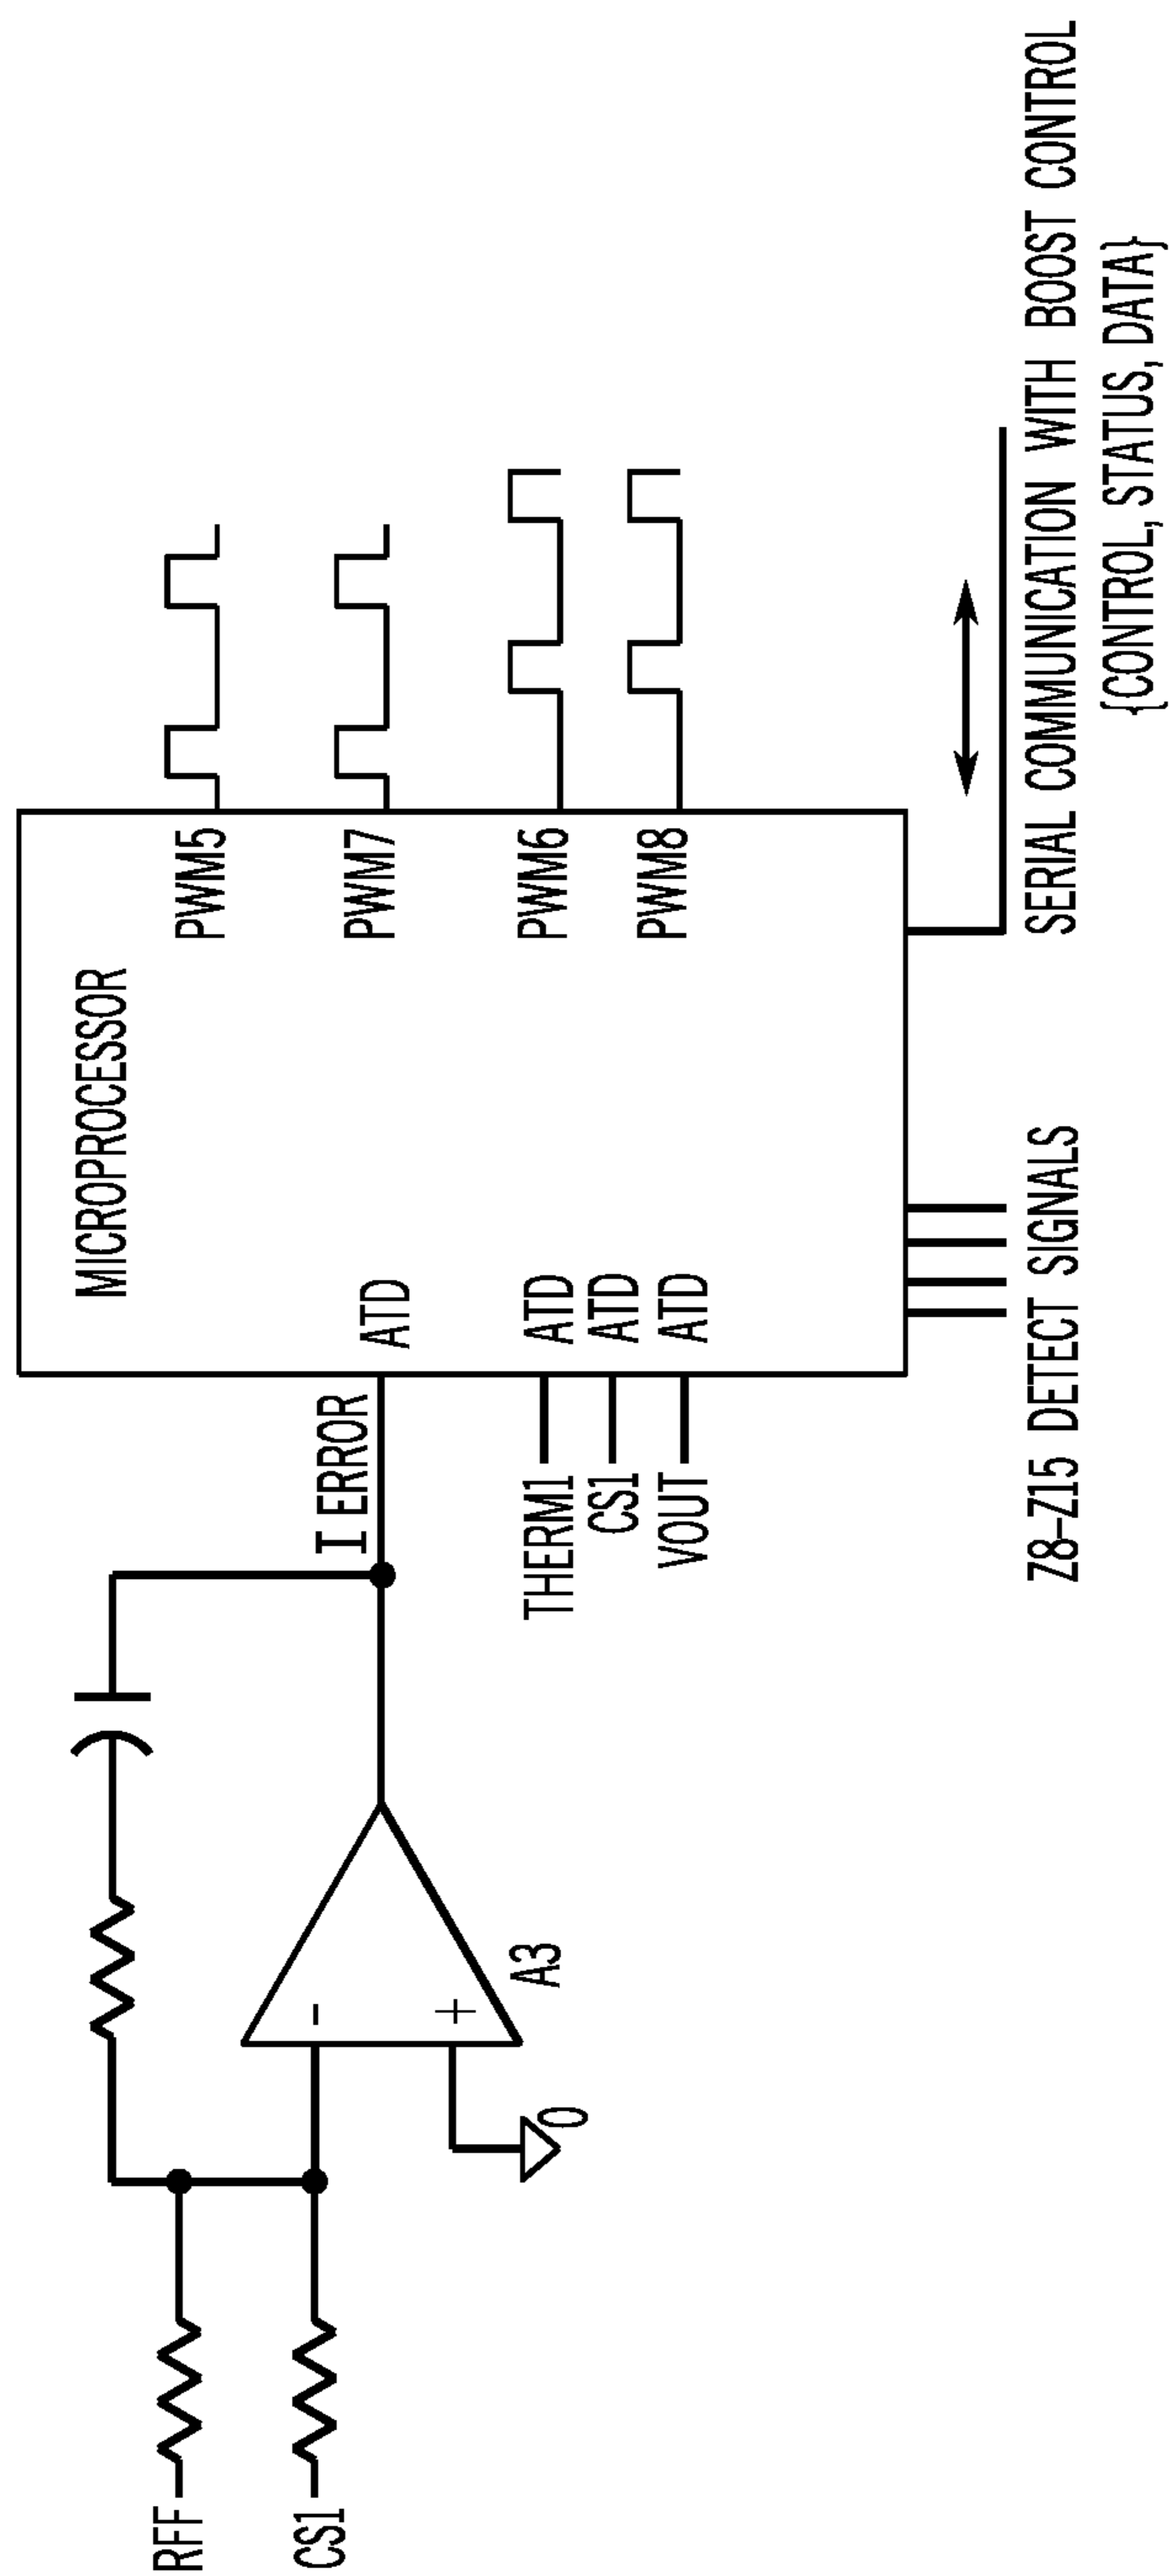 MICROPROCESSOR
RFF
CS1
-
+
A3
0
I ERROR
ATD
THERM1
ATD
CS1
ATD
VOUT
ATD
PWM5
PWM7
PWM6
PWM8
Z8-Z15 DETECT SIGNALS
SERIAL COMMUNICATION WITH BOOST CONTROL
{CONTROL, STATUS, DATA}